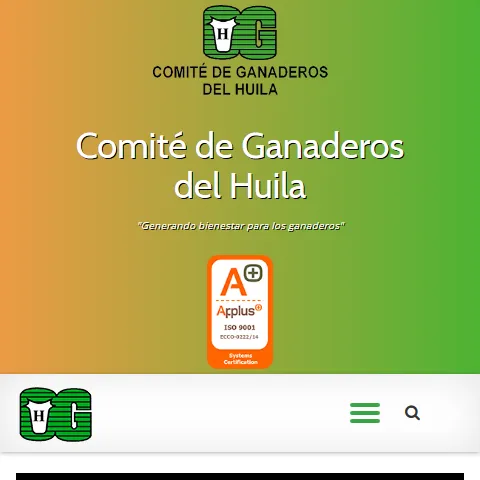 H
COMITÉ DE GANADEROS
DEL HUILA
Comité de Ganaderos
del Huila
"Generando bienestar para los ganaderos"
A+
Applus+
ISO 9001
ECCO-0222/14
Systems
Certification
H